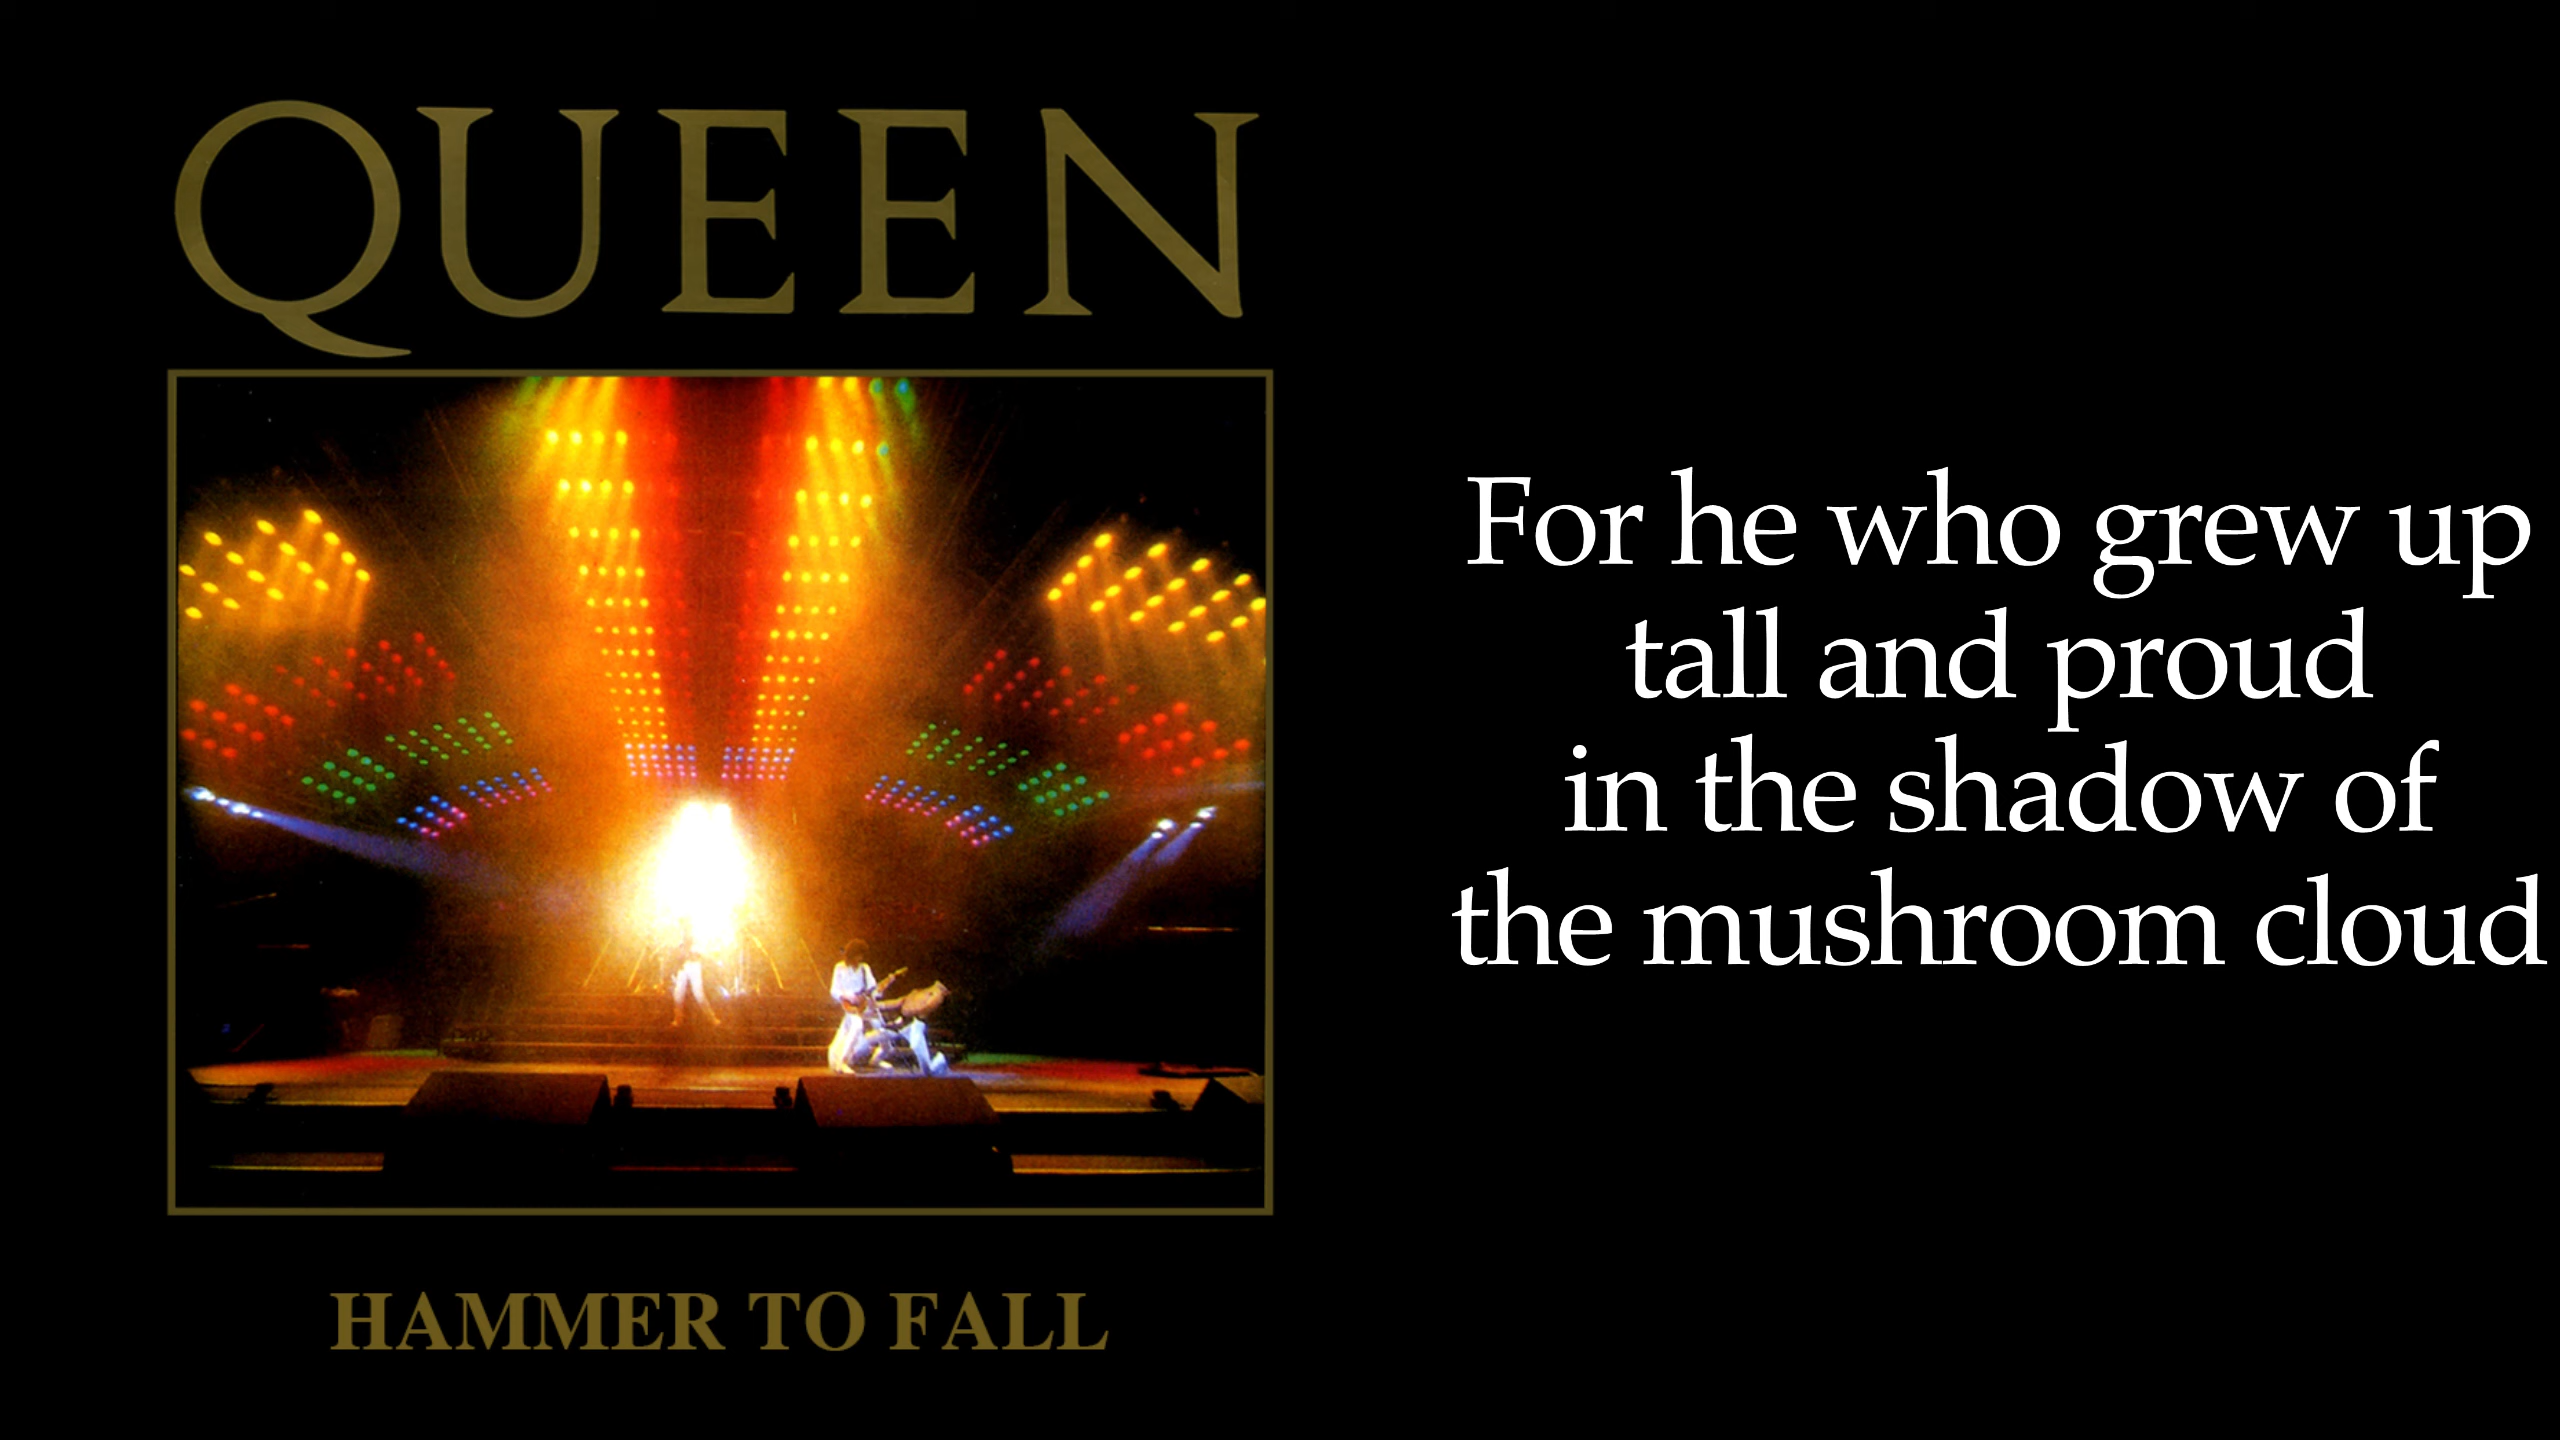 QUEEN
HAMMER TO FALL
For he who grew up
tall and proud
in the shadow of
the mushroom cloud